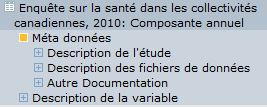 Enquête sur la santé dans les collectivités
canadiennes, 2010: Composante annuel
Méta données
Description de l'étude
Description des fichiers de données
Autre Documentation
Description de la variable